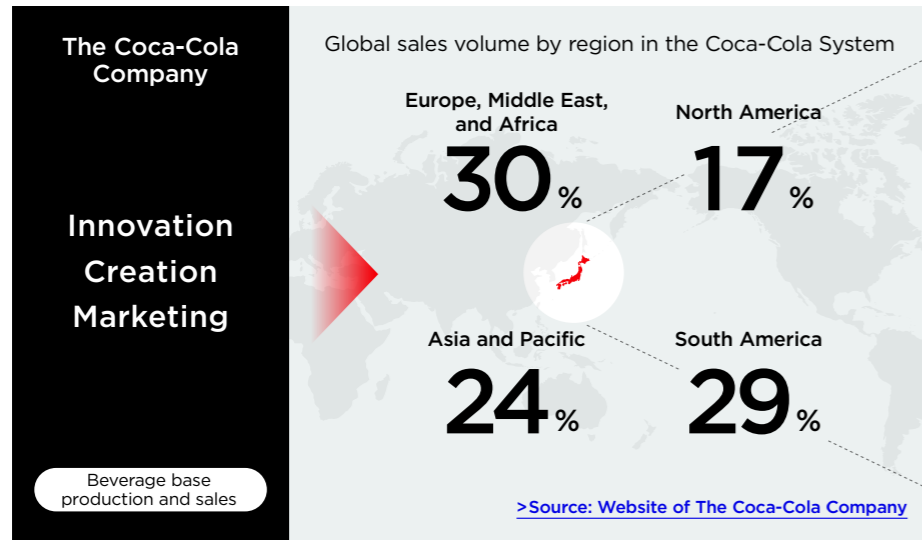 The Coca-Cola
Company
Innovation
Creation
Marketing
Beverage base
production and sales
Global sales volume by region in the Coca-Cola System
Europe, Middle East,
and Africa
30 %
North America
17 %
Asia and Pacific
24 %
South America
29 %
>Source: Website of The Coca-Cola Company